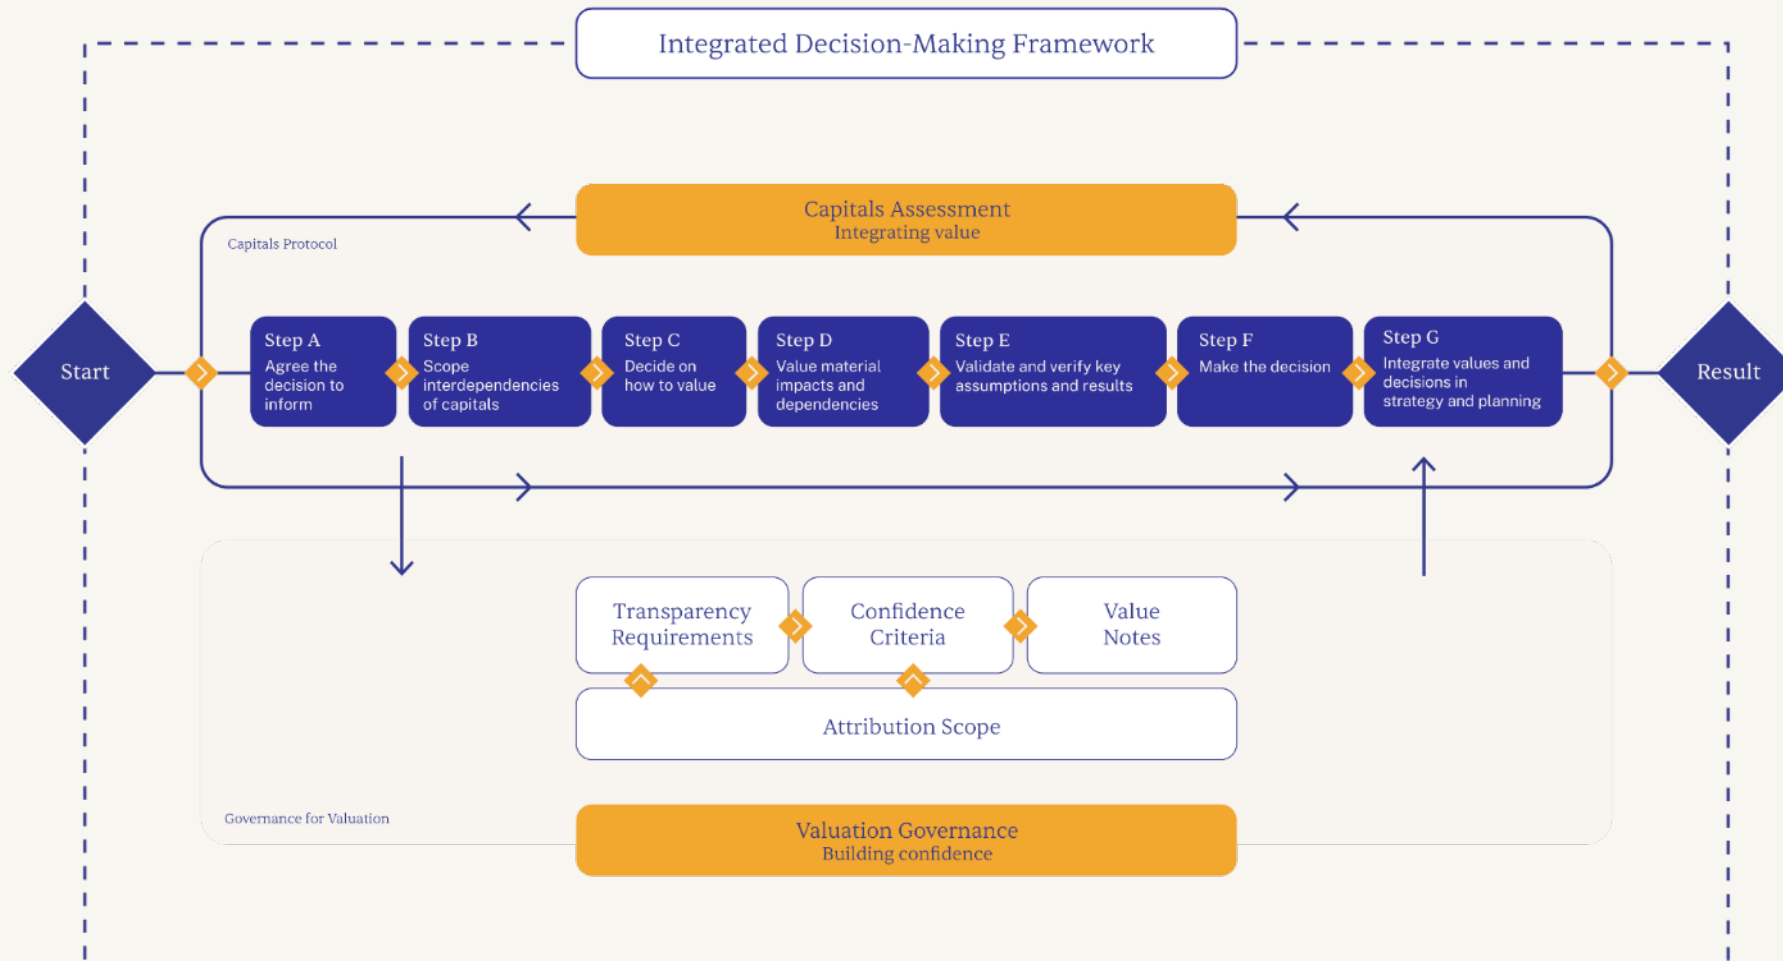 Integrated Decision-Making Framework
Capitals Assessment
Integrating value
Capitals Protocol
Start
Step A
Agree the
decision to
inform
Step B
Scope
interdependencies
of capitals
Step C
Decide on
how to value
Step D
Value material
impacts and
dependencies
Step E
Validate and verify key
assumptions and results
Step F
Make the decision
Step G
Integrate values and
decisions in
strategy and planning
Result
Transparency
Requirements
Confidence
Criteria
Value
Notes
Attribution Scope
Governance for Valuation
Valuation Governance
Building confidence